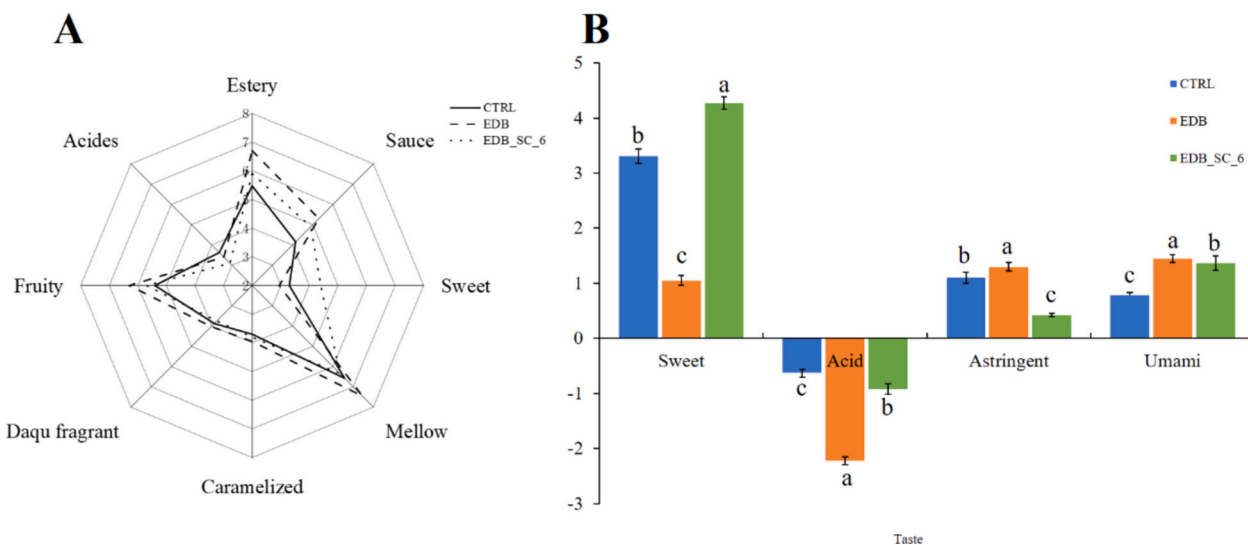 A
Estery
Sauce
Sweet
Mellow
Caramelized
Daqu fragrant
Fruity
Acides
8
7
6
5
4
3
2
CTRL
EDB
EDB_SC_6
B
5
4
3
2
1
0
-1
-2
-3
b
c
a
c
a
b
b
a
c
c
a
b
Sweet
Acid
Astringent
Umami
Taste
CTRL
EDB
EDB_SC_6